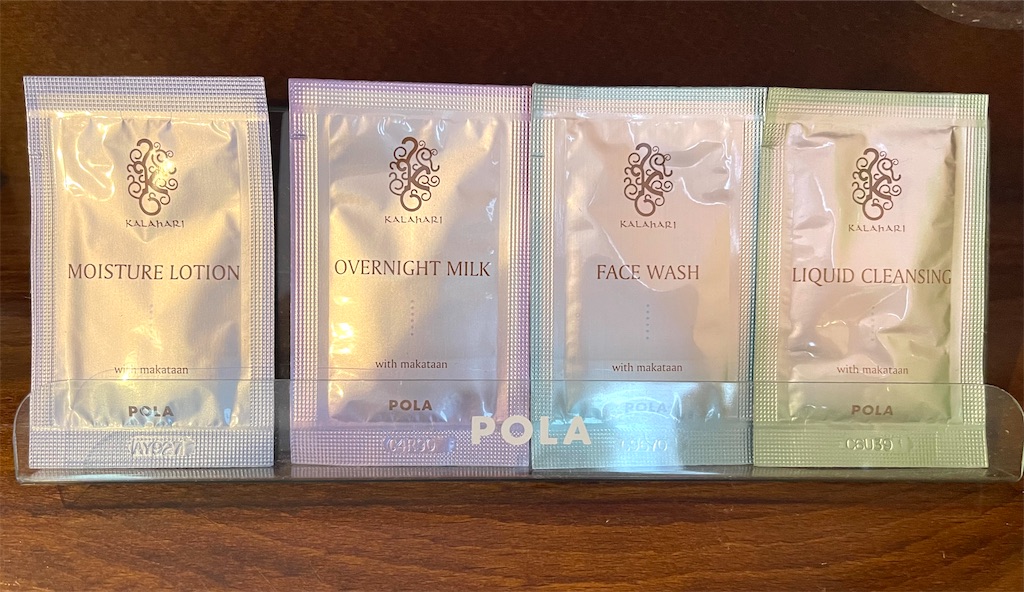 KALAHARI
MOISTURE LOTION
with makataan
POLA
KALAHARI
OVERNIGHT MILK
with makataan
POLA
KALAHARI
FACE WASH
with makataan
POLA
KALAHARI
LIQUID CLEANSING
with makataan
POLA
C8U39
POLA